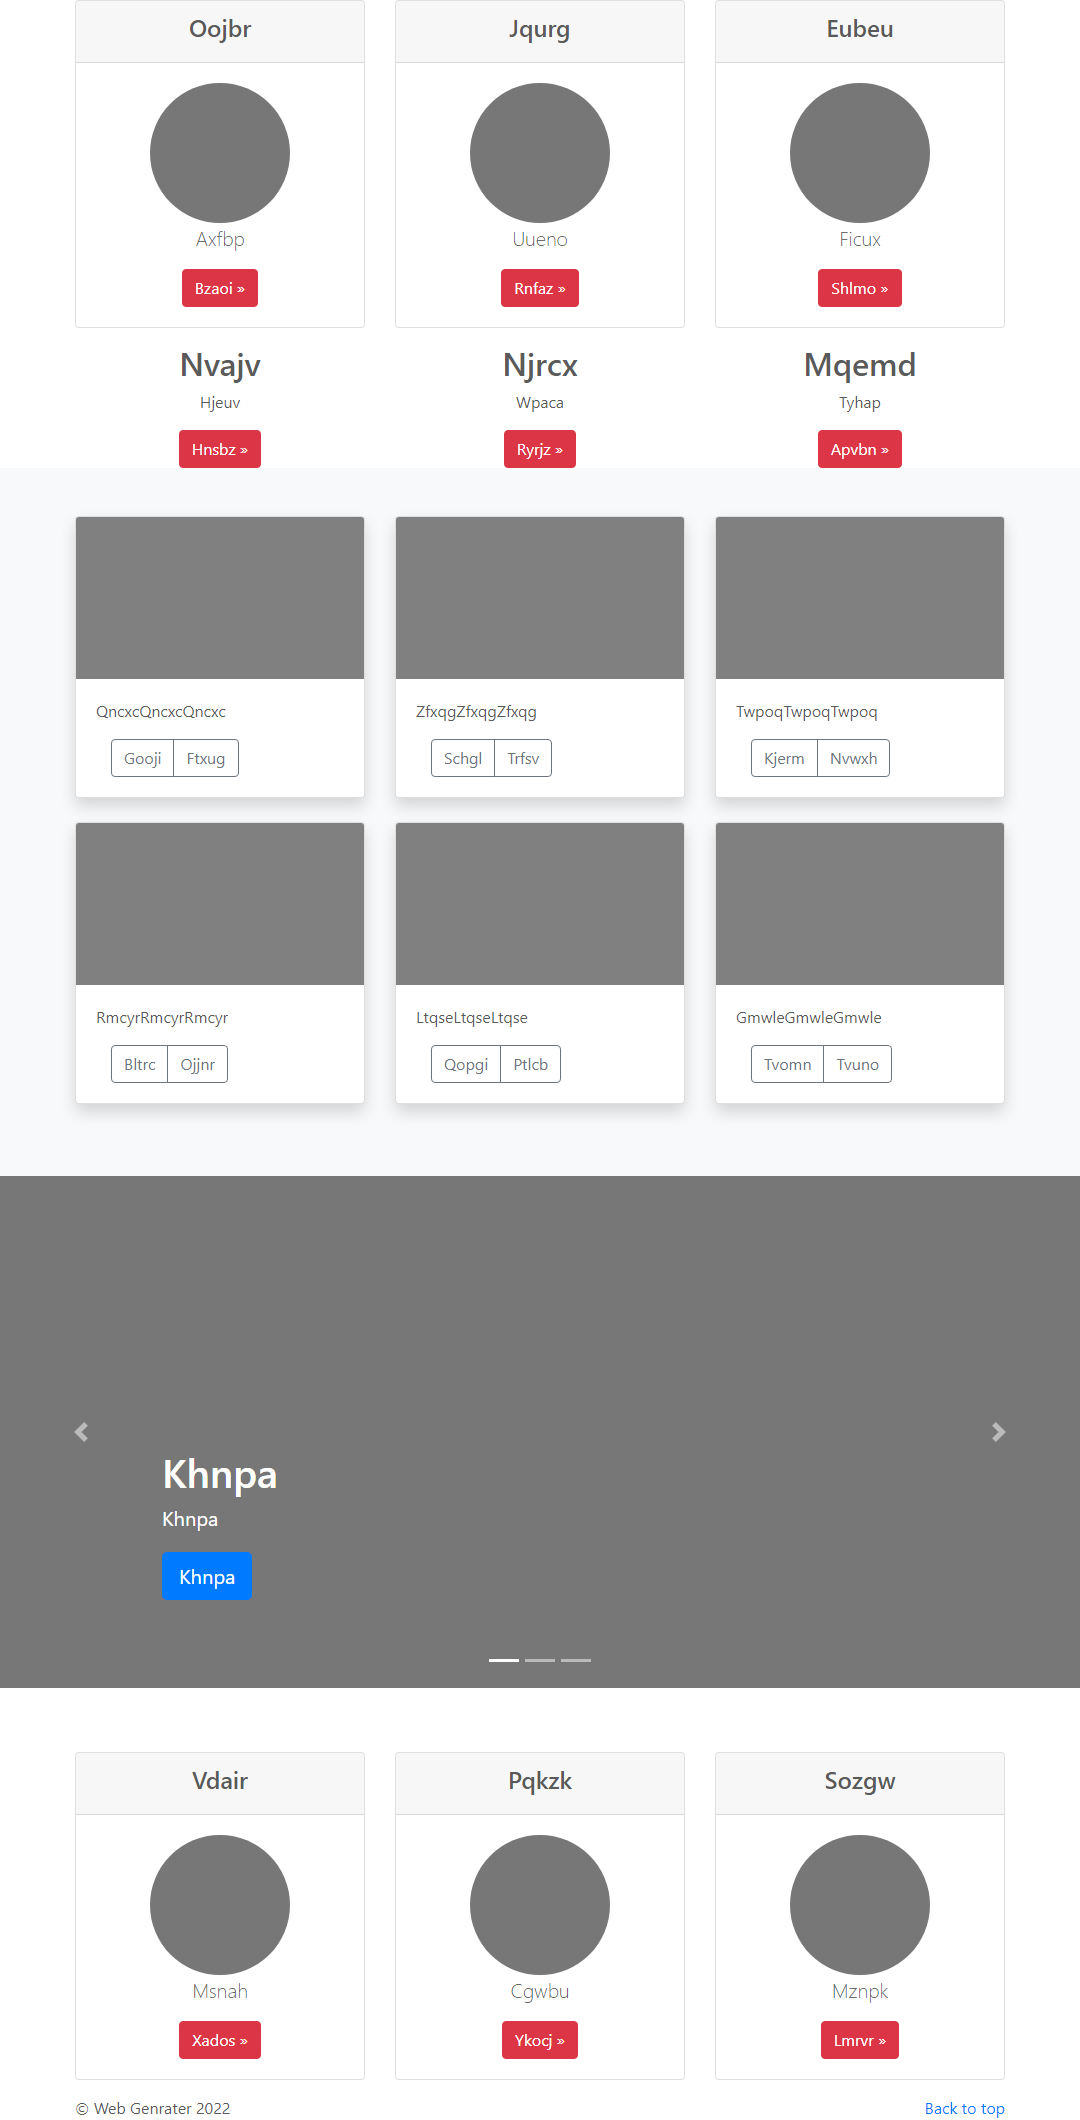 Oojbr
Jqurg
Eubeu
Axfbp
Uueno
Ficux
Bzaoi »
Rnfaz »
Shlmo »
Nvajv
Njrcx
Mqemd
Hjeuv
Wpaca
Tyhap
Hnsbz »
Ryrjz »
Apvbn »
QncxcQncxcQncxc
ZfxqgZfxqgZfxqg
TwpoqTwpoqTwpoq
Gooji Ftxug
Schgl Trfsv
Kjerm Nvwxh
RmcyrRmcyrRmcyr
LtqseLtqseLtqse
GmwleGmwleGmwle
Bltrc Ojjnr
Qopgi Ptlcb
Tvomn Tvuno
Khnpa
Khnpa
Khnpa
Vdair
Pqkzk
Sozgw
Msnah
Cgwbu
Mznpk
Xados »
Ykocj »
Lmrvr »
© Web Genrater 2022
Back to top